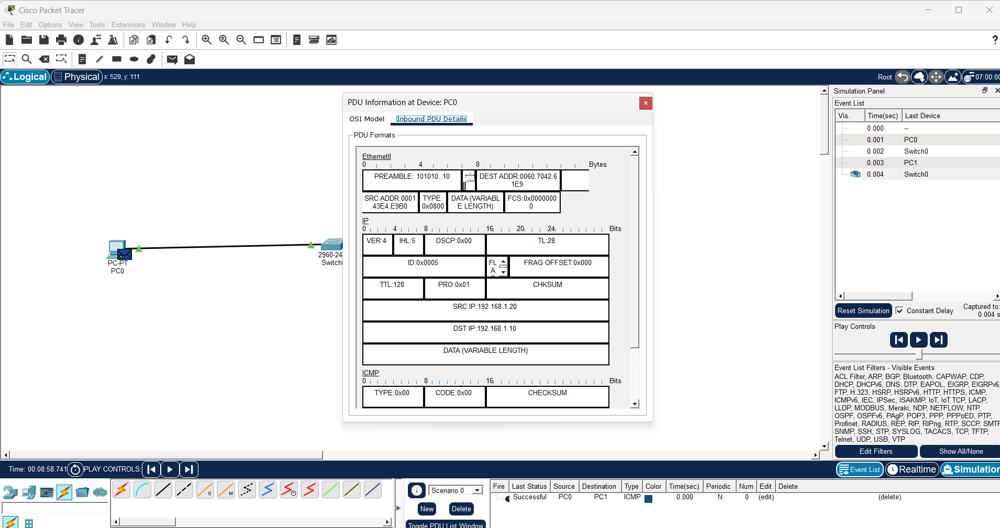 Cisco Packet Tracer
File Edit Options View Tools Extensions Window Help
?
Logical Physical x: 529, y: 111
Root 07:00:00
PC-PT
PC0
2960-24
Switch
PDU Information at Device: PC0
OSI Model Inbound PDU Details
PDU Formats
EthernetII
0 4 8 Bytes
PREAMBLE: 101010..10
DEST ADDR:0060.7042.6
1E9
SRC ADDR:0001
.43E4.E9B0
TYPE:
0x0800
DATA (VARIABL
E LENGTH)
FCS:0x0000000
0
IP
0 4 8 16 20 24 Bits
VER:4 IHL:5 DSCP:0x00 TL:28
ID:0x0005
FL
A
FRAG OFFSET:0x000
TTL:128 PRO:0x01 CHKSUM
SRC IP:192.168.1.20
DST IP:192.168.1.10
DATA (VARIABLE LENGTH)
ICMP
0 8 16 Bits
TYPE:0x00 CODE:0x00 CHECKSUM
Simulation Panel
Event List
Vis. Time(sec) Last Device
0.000 --
0.001 PC0
0.002 Switch0
0.003 PC1
0.004 Switch0
Reset Simulation Constant Delay
Captured to:
0.004 s
Play Controls
Event List Filters - Visible Events
ACL Filter, ARP, BGP, Bluetooth, CAPWAP, CDP,
DHCP, DHCPv6, DNS, DTP, EAPOL, EIGRP, EIGRPv6,
FTP, H.323, HSRP, HSRPv6, HTTP, HTTPS, ICMP,
ICMPv6, IEC, IPSec, ISAKMP, IoT, IoT TCP, LACP,
LLDP, MODBUS, Meraki, NDP, NETFLOW, NTP,
OSPF, OSPFv6, PAgP, POP3, PPP, PPPoED, PTP,
Profinet, RADIUS, REP, RIP, RIPng, RTP, SCCP, SMTP
SNMP, SSH, STP, SYSLOG, TACACS, TCP, TFTP,
Telnet, UDP, USB, VTP
Edit Filters Show All/None
Time: 00:08:58.741 PLAY CONTROLS:
Event List Realtime Simulation
S M
Scenario 0
New Delete
Toggle PDU List Window
Fire Last Status Source Destination Type Color Time(sec) Periodic Num Edit Delete
Successful PC0 PC1 ICMP 0.000 N 0 (edit) (delete)